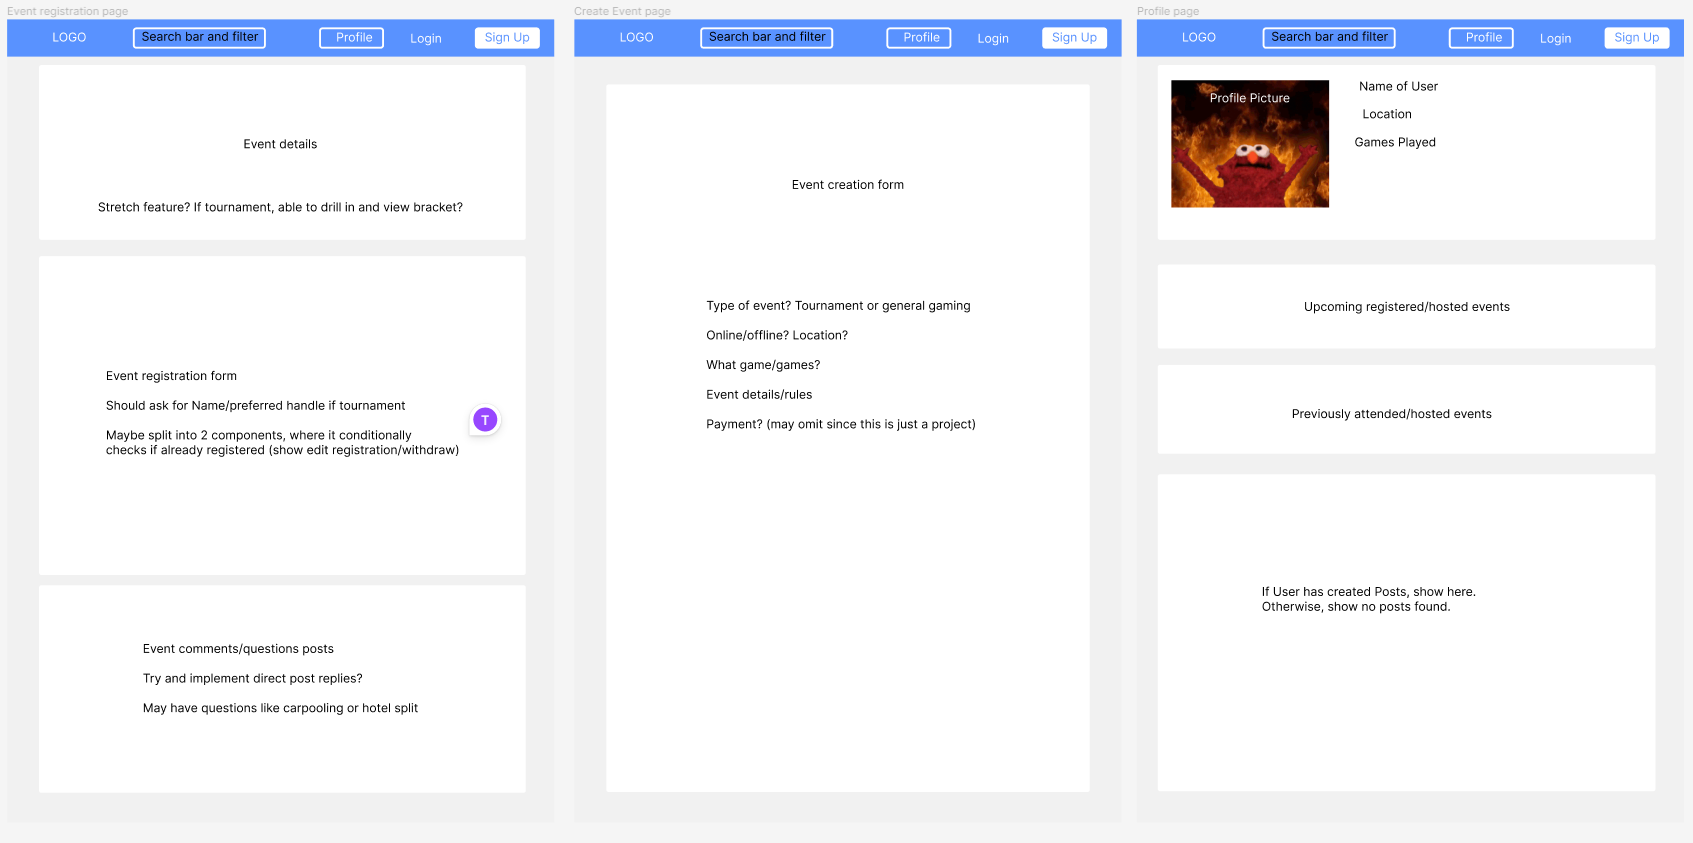 Event registration page
LOGO
Search bar and filter
Profile
Login
Sign Up
Event details
Stretch feature? If tournament, able to drill in and view bracket?
Event registration form
Should ask for Name/preferred handle if tournament
Maybe split into 2 components, where it conditionally
checks if already registered (show edit registration/withdraw)
T
Event comments/questions posts
Try and implement direct post replies?
May have questions like carpooling or hotel split
Create Event page
LOGO
Search bar and filter
Profile
Login
Sign Up
Event creation form
Type of event? Tournament or general gaming
Online/offline? Location?
What game/games?
Event details/rules
Payment? (may omit since this is just a project)
Profile page
LOGO
Search bar and filter
Profile
Login
Sign Up
Profile Picture
Name of User
Location
Games Played
Upcoming registered/hosted events
Previously attended/hosted events
If User has created Posts, show here.
Otherwise, show no posts found.